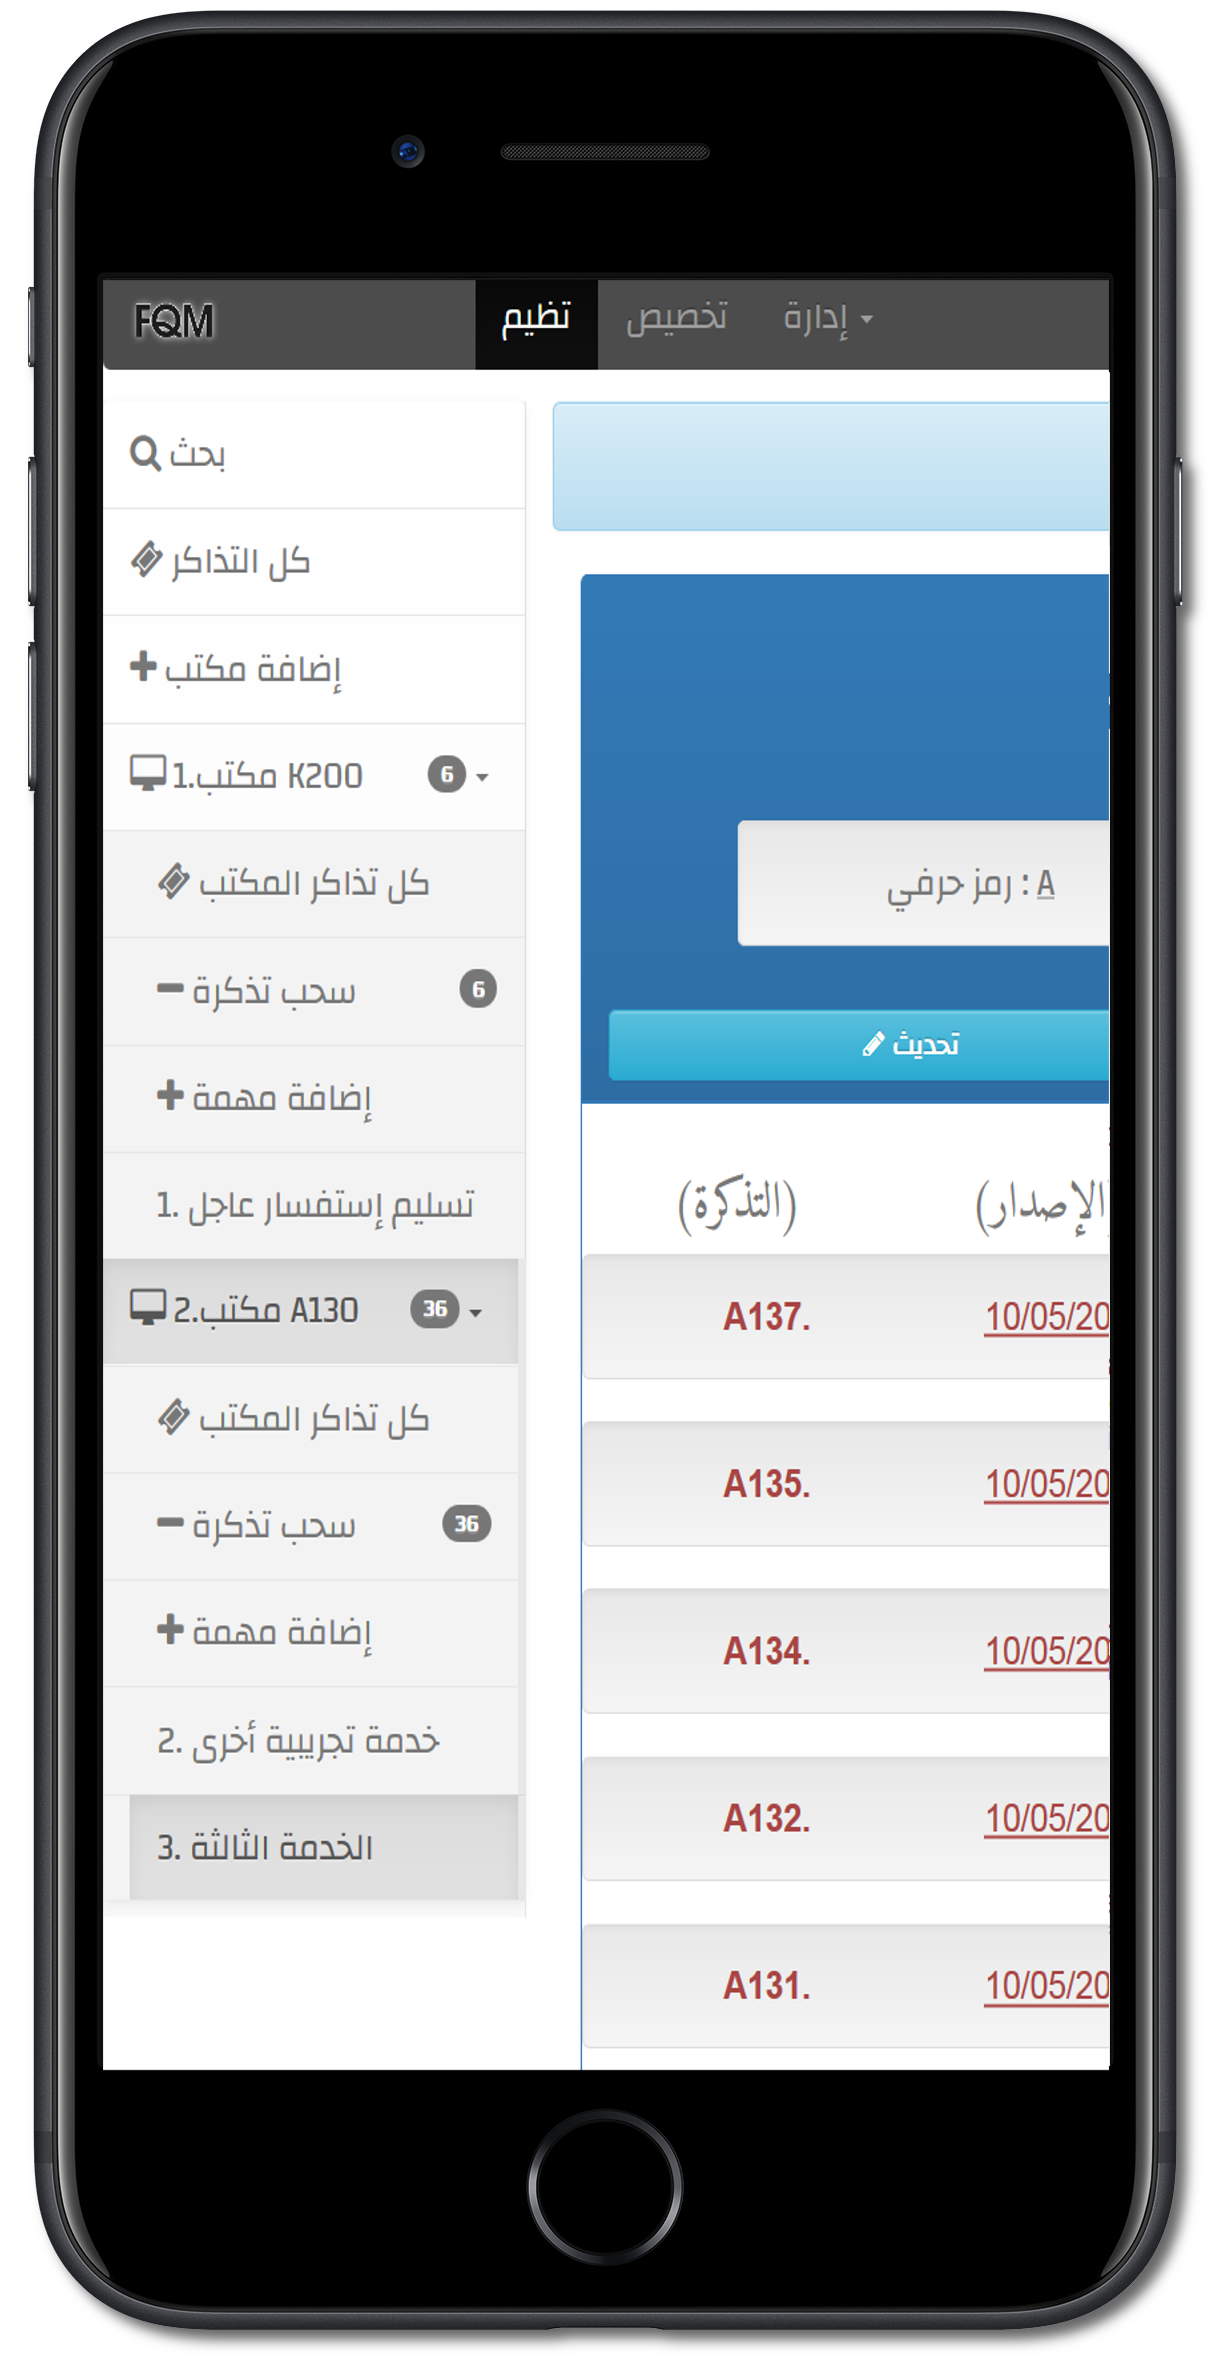 FQM
تظيم
تخصيص
إدارة
بحث
كل التذاكر
إضافة مكتب
1.مكتب K200
6
كل تذاكر المكتب
سحب تذكرة
6
إضافة مهمة
1. تسليم إستفسار عاجل
2.مكتب A130
36
كل تذاكر المكتب
سحب تذكرة
36
إضافة مهمة
2. خدمة تجريبية أخرى
3. الخدمة الثالثة
رمز حرفي : A
تحديث
(التذكرة)
الإصدار)
A137.
10/05/20
A135.
10/05/20
A134.
10/05/20
A132.
10/05/20
A131.
10/05/20